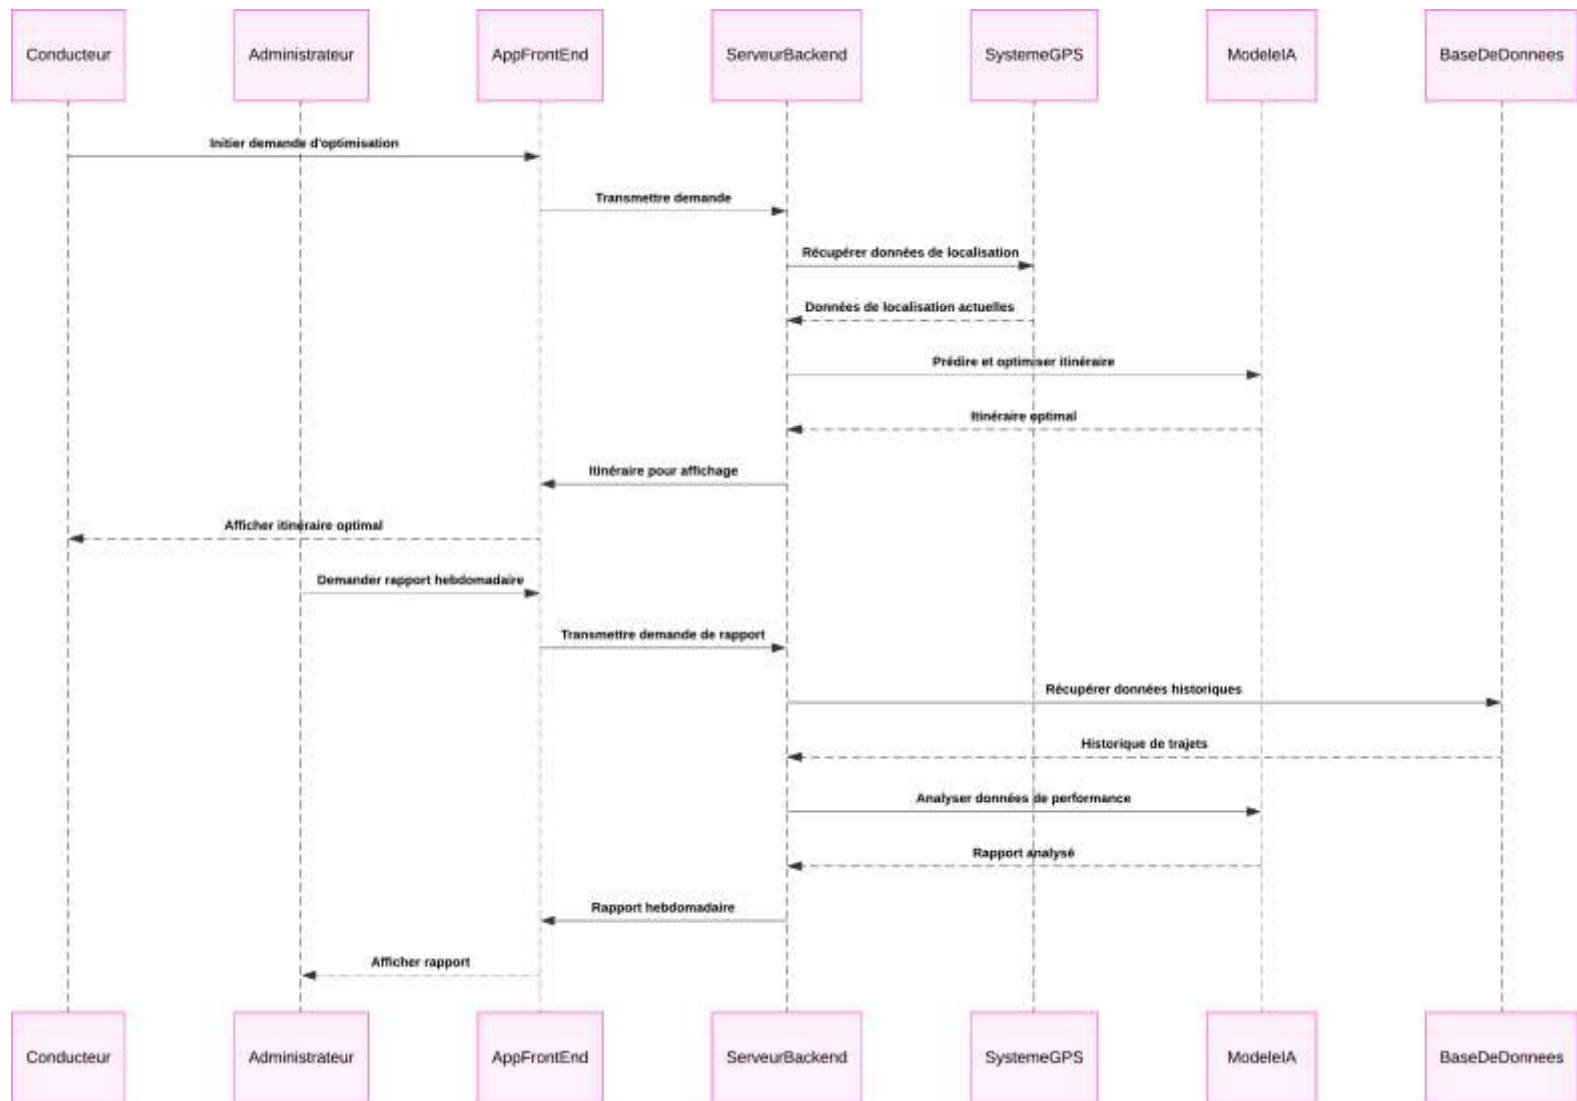 Conducteur
Administrateur
AppFrontEnd
ServeurBackend
SystemeGPS
ModeleIA
BaseDeDonnees
Initier demande d'optimisation
Transmettre demande
Récupérer données de localisation
Données de localisation actuelles
Prédire et optimiser itinéraire
Itinéraire optimal
Itinéraire pour affichage
Afficher itinéraire optimal
Demander rapport hebdomadaire
Transmettre demande de rapport
Récupérer données historiques
Historique de trajets
Analyser données de performance
Rapport analysé
Rapport hebdomadaire
Afficher rapport
Conducteur
Administrateur
AppFrontEnd
ServeurBackend
SystemeGPS
ModeleIA
BaseDeDonnees